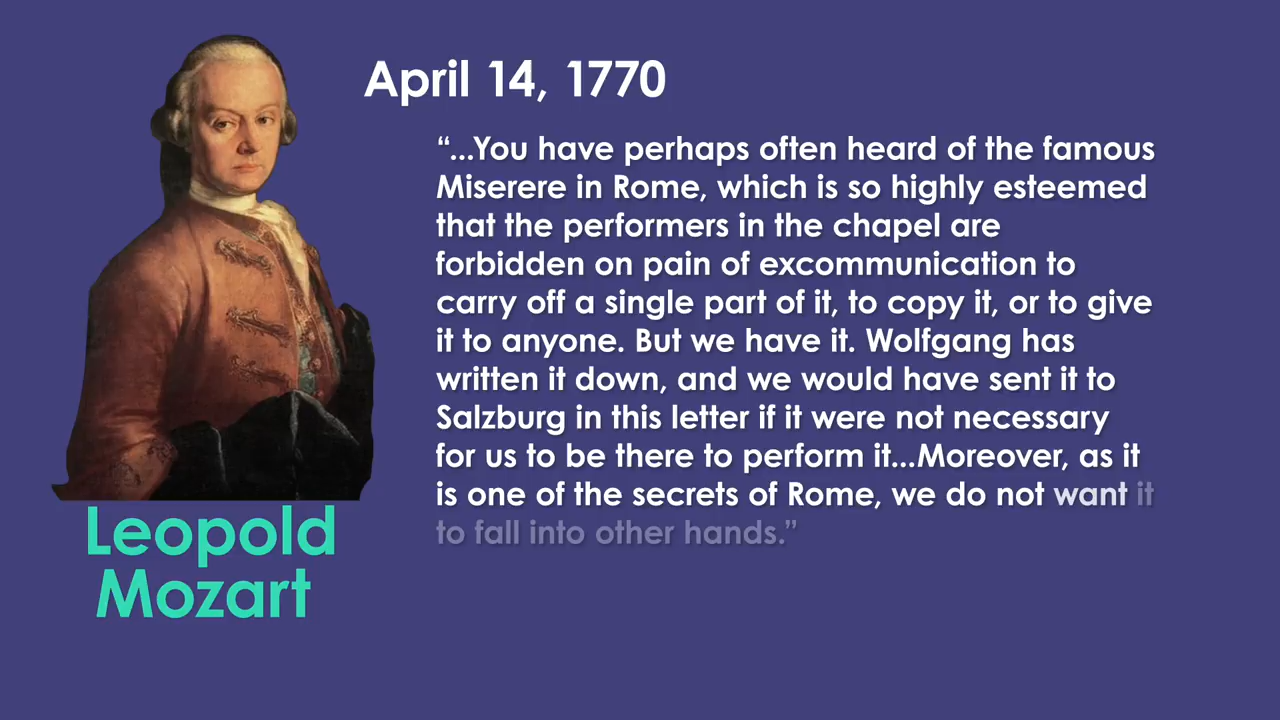 April 14, 1770
“...You have perhaps often heard of the famous
Miserere in Rome, which is so highly esteemed
that the performers in the chapel are
forbidden on pain of excommunication to
carry off a single part of it, to copy it, or to give
it to anyone. But we have it. Wolfgang has
written it down, and we would have sent it to
Salzburg in this letter if it were not necessary
for us to be there to perform it...Moreover, as it
is one of the secrets of Rome, we do not want it
to fall into other hands.”
Leopold
Mozart